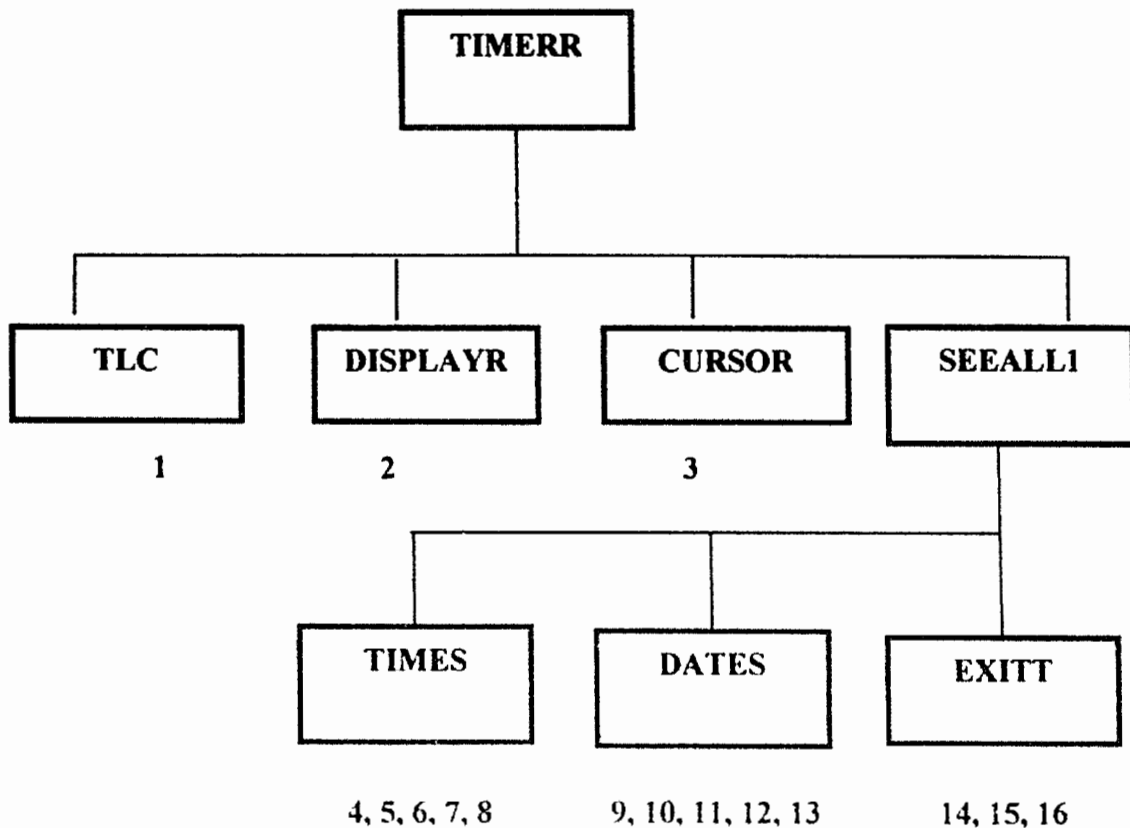 TIMERR
TLC DISPLAYR CURSOR SEEALL1
1 2 3
TIMES DATES EXITT
4, 5, 6, 7, 8 9, 10, 11, 12, 13 14, 15, 16